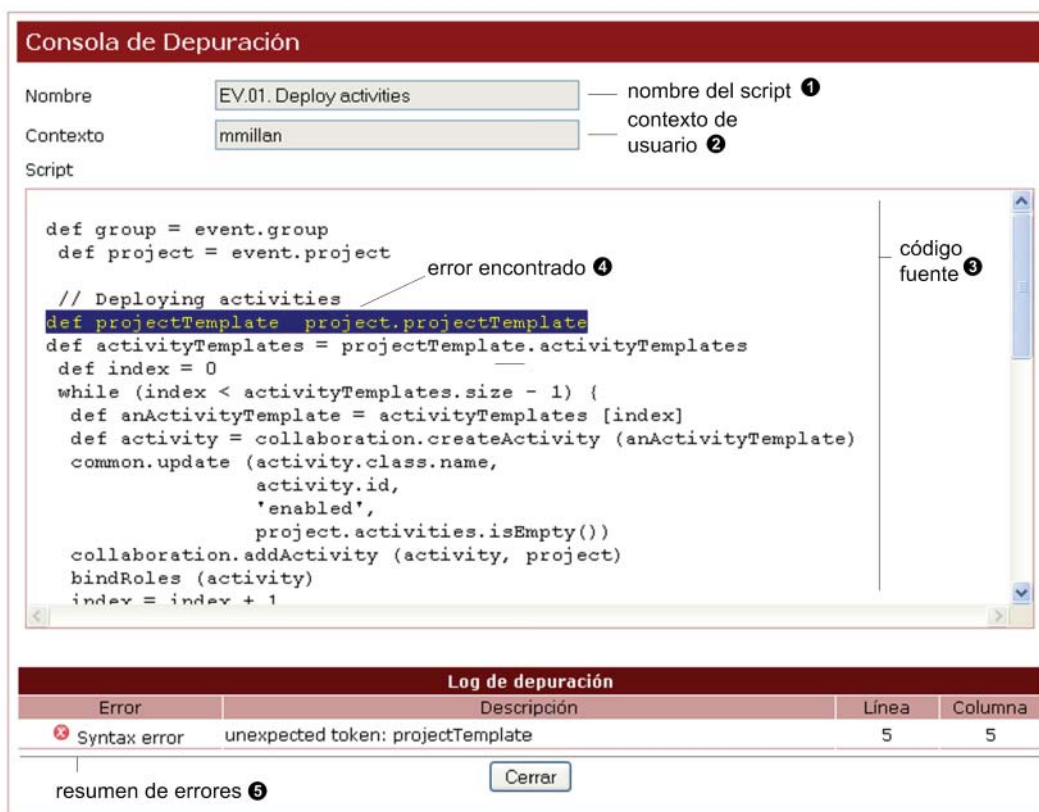 Consola de Depuración
Nombre EV.01. Deploy activities nombre del script ❶
Contexto mmillan contexto de usuario ❷
Script
def group = event.group
def project = event.project
error encontrado ❹
código fuente ❸
// Deploying activities
def projectTemplate  project.projectTemplate
def activityTemplates = projectTemplate.activityTemplates
def index = 0
while (index < activityTemplates.size - 1) {
def anActivityTemplate = activityTemplates [index]
def activity = collaboration.createActivity (anActivityTemplate)
common.update (activity.class.name,
activity.id,
'enabled',
project.activities.isEmpty())
collaboration.addActivity (activity, project)
bindRoles (activity)
index = index + 1
Log de depuración
Error Descripción Línea Columna
Syntax error unexpected token: projectTemplate 5 5
Cerrar
resumen de errores ❺